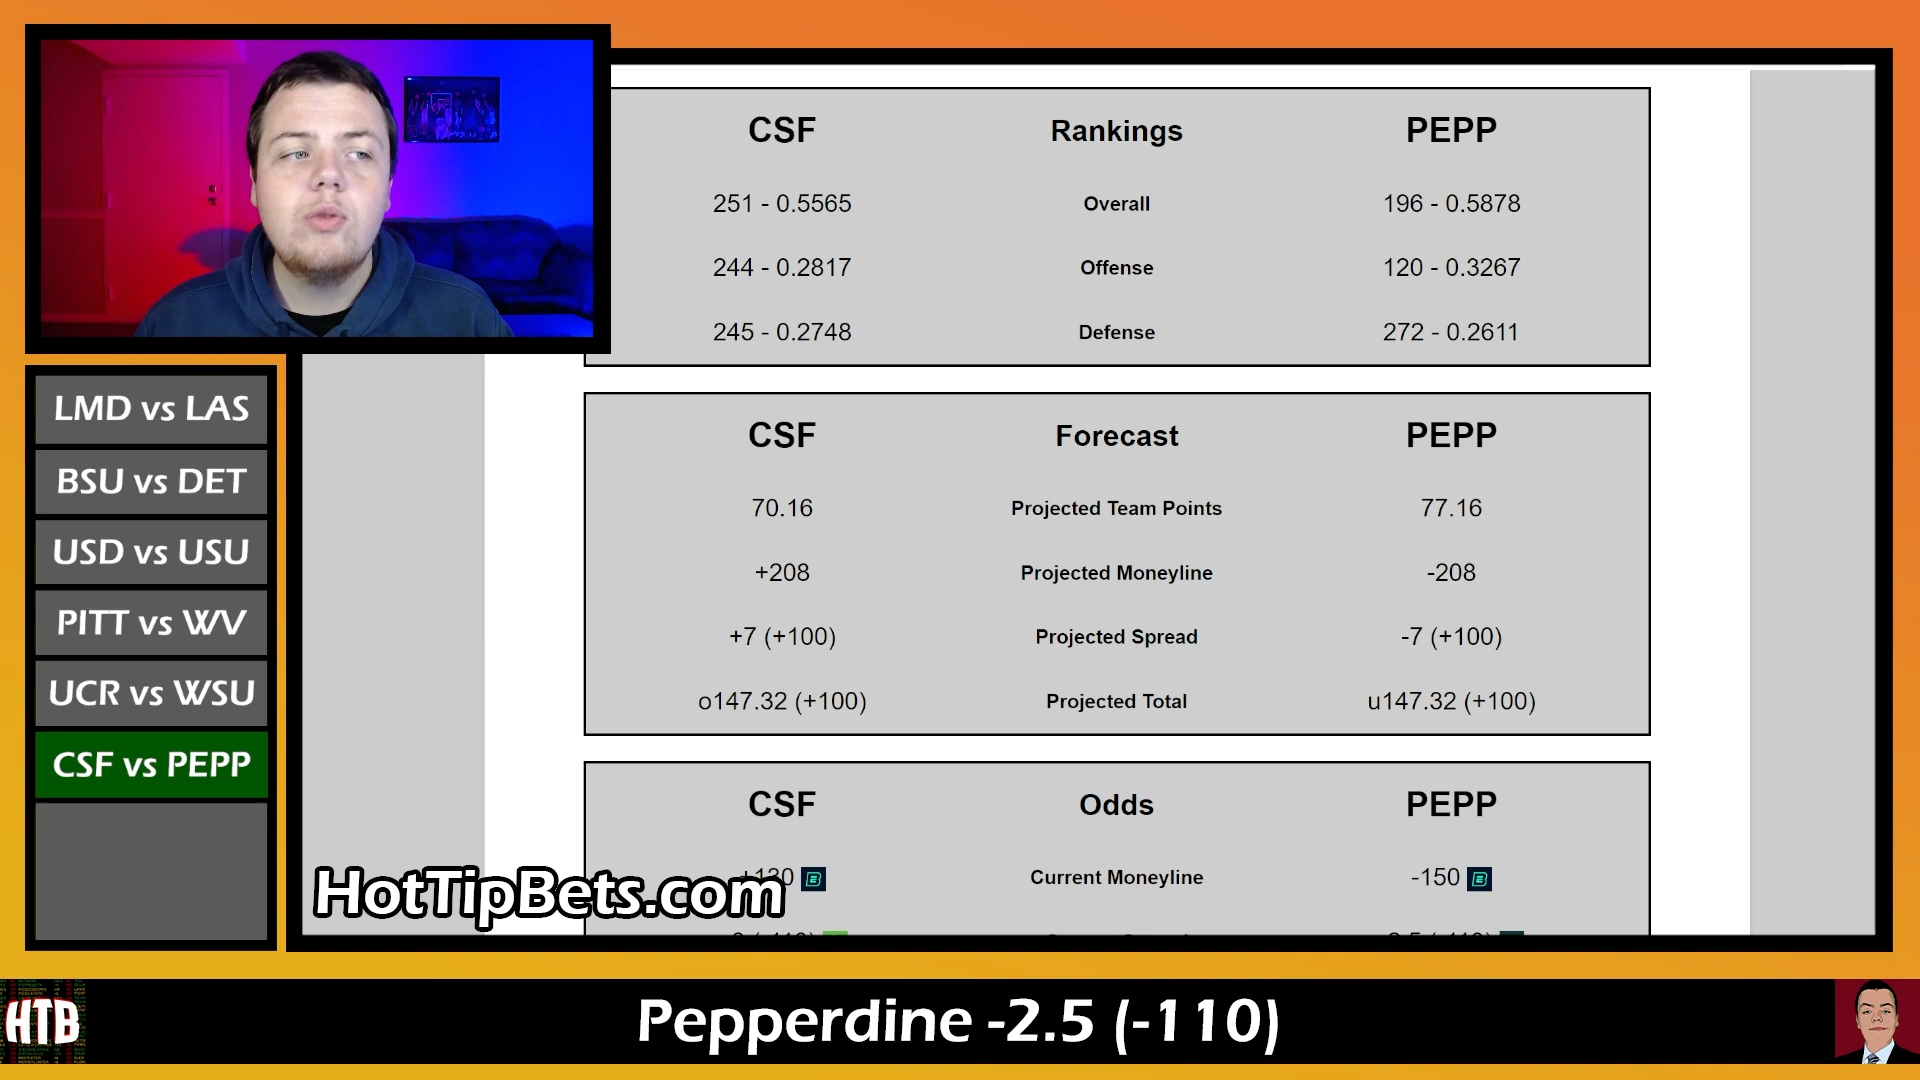 CSF Rankings PEPP
251 - 0.5565 Overall 196 - 0.5878
244 - 0.2817 Offense 120 - 0.3267
245 - 0.2748 Defense 272 - 0.2611
CSF Forecast PEPP
70.16 Projected Team Points 77.16
+208 Projected Moneyline -208
+7 (+100) Projected Spread -7 (+100)
o147.32 (+100) Projected Total u147.32 (+100)
CSF Odds PEPP
+130 Current Moneyline -150
LMD vs LAS
BSU vs DET
USD vs USU
PITT vs WV
UCR vs WSU
CSF vs PEPP
HotTipBets.com
HTB
Pepperdine -2.5 (-110)